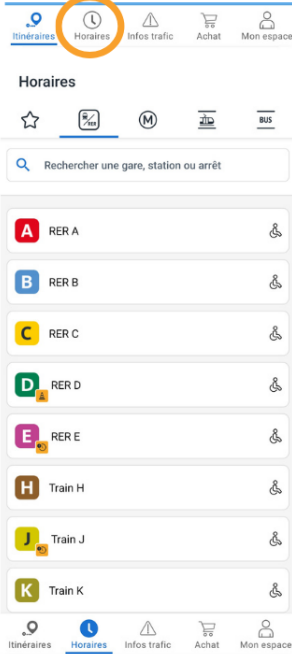 Itinéraires Horaires Infos trafic Achat Mon espace
Horaires
M BUS
Rechercher une gare, station ou arrêt
A RER A
B RER B
C RER C
D RER D
E RER E
H Train H
J Train J
K Train K
Itinéraires Horaires Infos trafic Achat Mon espace